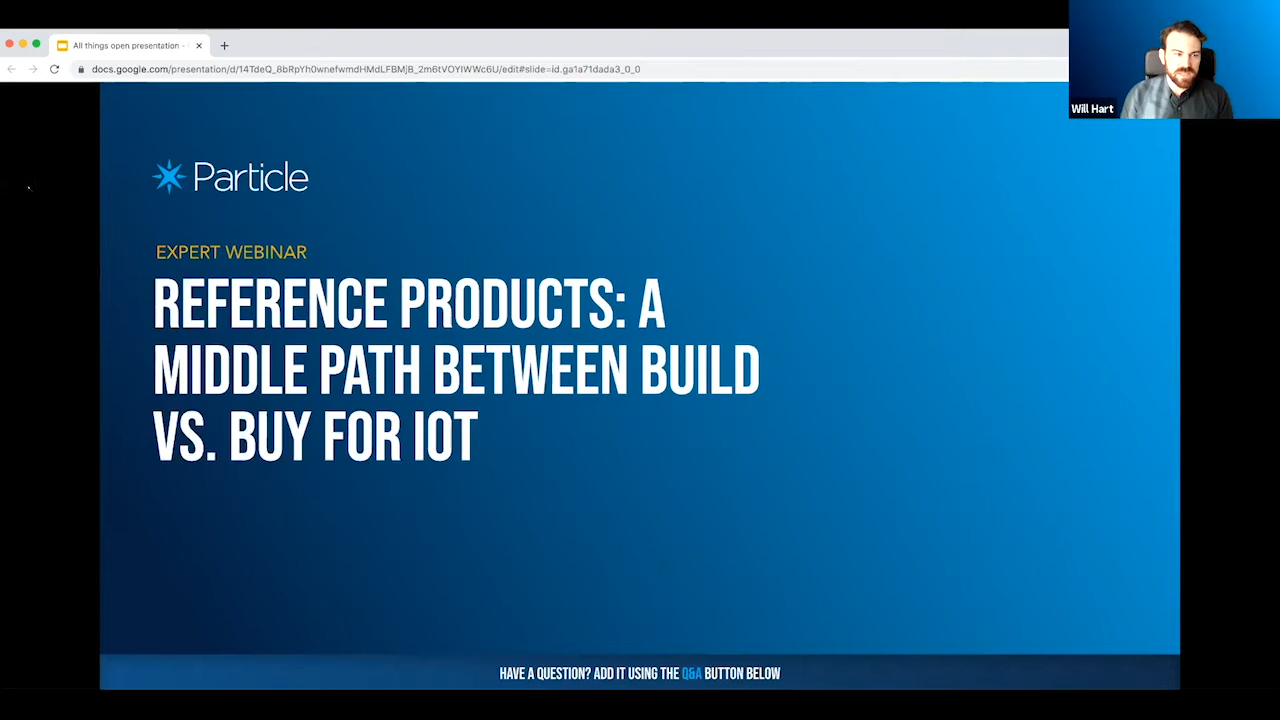 All things open presentation -
docs.google.com/presentation/d/14TdeQ_8bRpYh0wnefwmdHMdLFBMjB_2m6tVOYIWWc6U/edit#slide=id.ga1a71dada3_0_0
Will Hart
Particle
EXPERT WEBINAR
REFERENCE PRODUCTS: A
MIDDLE PATH BETWEEN BUILD
VS. BUY FOR IOT
HAVE A QUESTION? ADD IT USING THE Q&A BUTTON BELOW